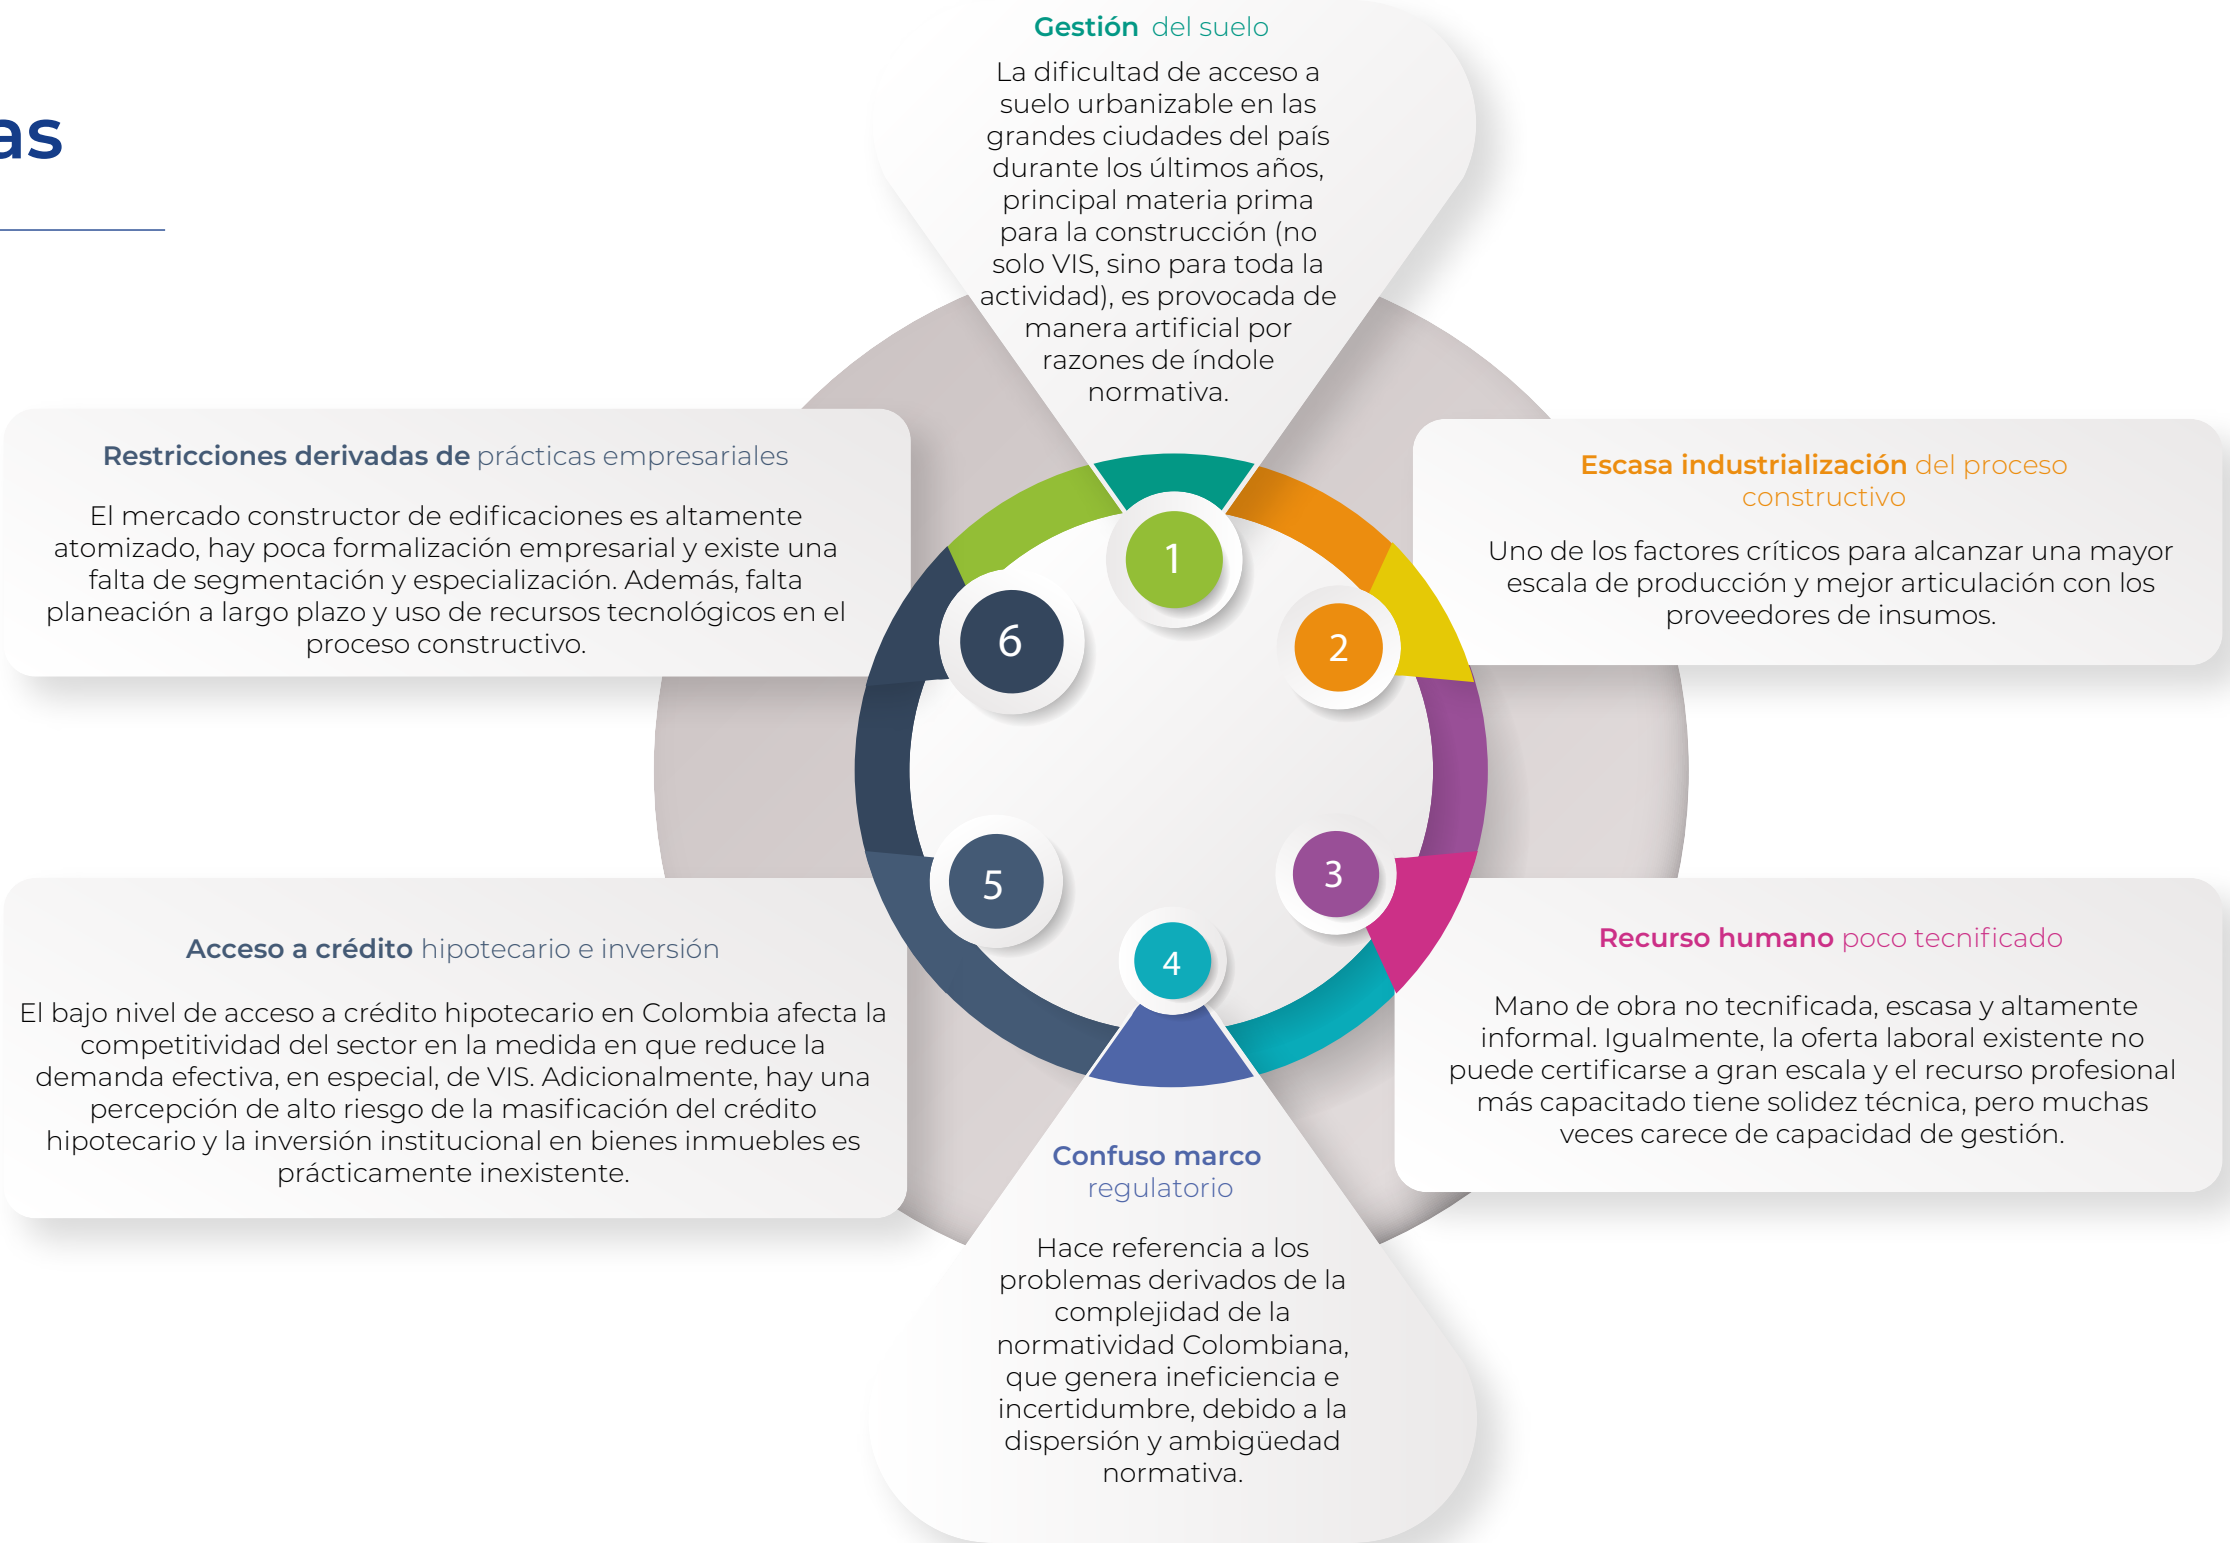 as
Gestión del suelo
La dificultad de acceso a
suelo urbanizable en las
grandes ciudades del país
durante los últimos años,
principal materia prima
para la construcción (no
solo VIS, sino para toda la
actividad), es provocada de
manera artificial por
razones de índole
normativa.
1
Escasa industrialización del proceso
constructivo
Uno de los factores críticos para alcanzar una mayor
escala de producción y mejor articulación con los
proveedores de insumos.
2
Recurso humano poco tecnificado
Mano de obra no tecnificada, escasa y altamente
informal. Igualmente, la oferta laboral existente no
puede certificarse a gran escala y el recurso profesional
más capacitado tiene solidez técnica, pero muchas
veces carece de capacidad de gestión.
3
4
Confuso marco
regulatorio
Hace referencia a los
problemas derivados de la
complejidad de la
normatividad Colombiana,
que genera ineficiencia e
incertidumbre, debido a la
dispersión y ambigüedad
normativa.
5
Acceso a crédito hipotecario e inversión
El bajo nivel de acceso a crédito hipotecario en Colombia afecta la
competitividad del sector en la medida en que reduce la
demanda efectiva, en especial, de VIS. Adicionalmente, hay una
percepción de alto riesgo de la masificación del crédito
hipotecario y la inversión institucional en bienes inmuebles es
prácticamente inexistente.
6
Restricciones derivadas de prácticas empresariales
El mercado constructor de edificaciones es altamente
atomizado, hay poca formalización empresarial y existe una
falta de segmentación y especialización. Además, falta
planeación a largo plazo y uso de recursos tecnológicos en el
proceso constructivo.